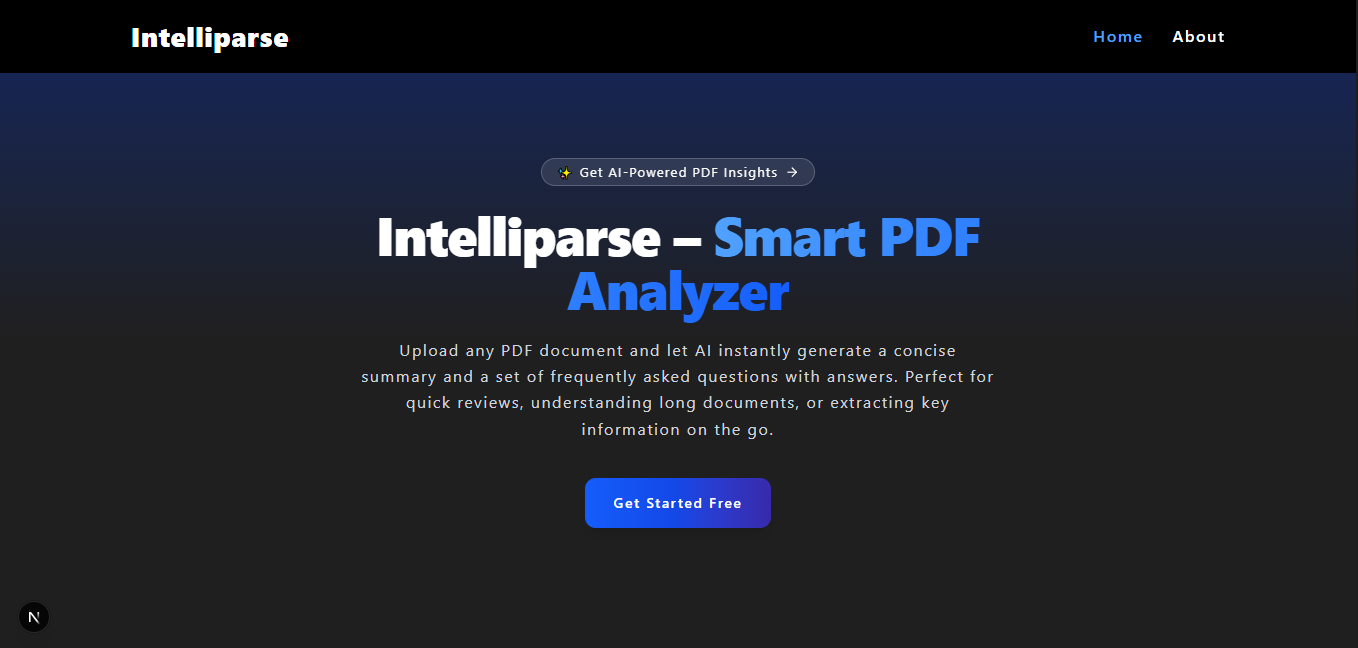 Intelliparse
Home About
✨ Get AI-Powered PDF Insights →
Intelliparse – Smart PDF
Analyzer
Upload any PDF document and let AI instantly generate a concise
summary and a set of frequently asked questions with answers. Perfect for
quick reviews, understanding long documents, or extracting key
information on the go.
Get Started Free
N